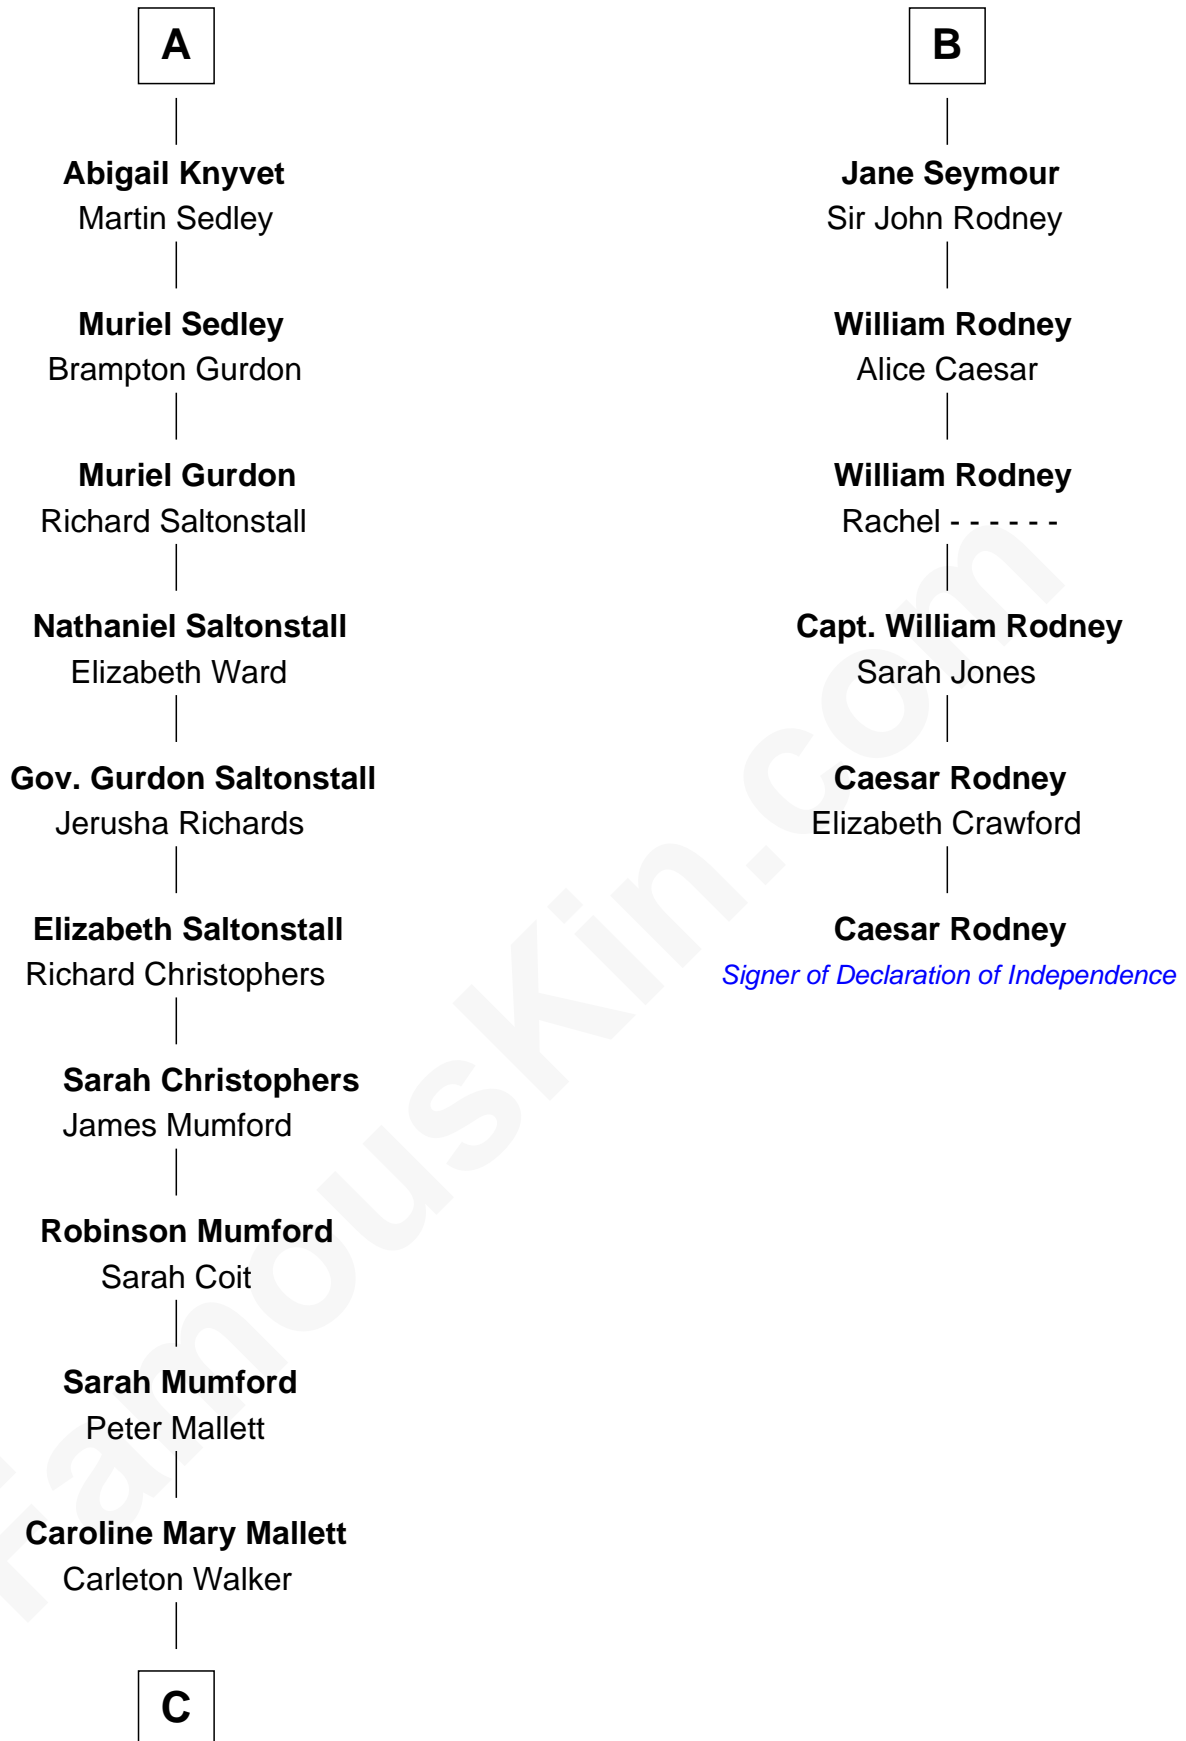 A
Abigail Knyvet
Martin Sedley
Muriel Sedley
Brampton Gurdon
Muriel Gurdon
Richard Saltonstall
Nathaniel Saltonstall
Elizabeth Ward
Gov. Gurdon Saltonstall
Jerusha Richards
Elizabeth Saltonstall
Richard Christophers
Sarah Christophers
James Mumford
Robinson Mumford
Sarah Coit
Sarah Mumford
Peter Mallett
Caroline Mary Mallett
Carleton Walker
C
B
Jane Seymour
Sir John Rodney
William Rodney
Alice Caesar
William Rodney
Rachel - - - - - -
Capt. William Rodney
Sarah Jones
Caesar Rodney
Elizabeth Crawford
Caesar Rodney
Signer of Declaration of Independence
FamousKin.com